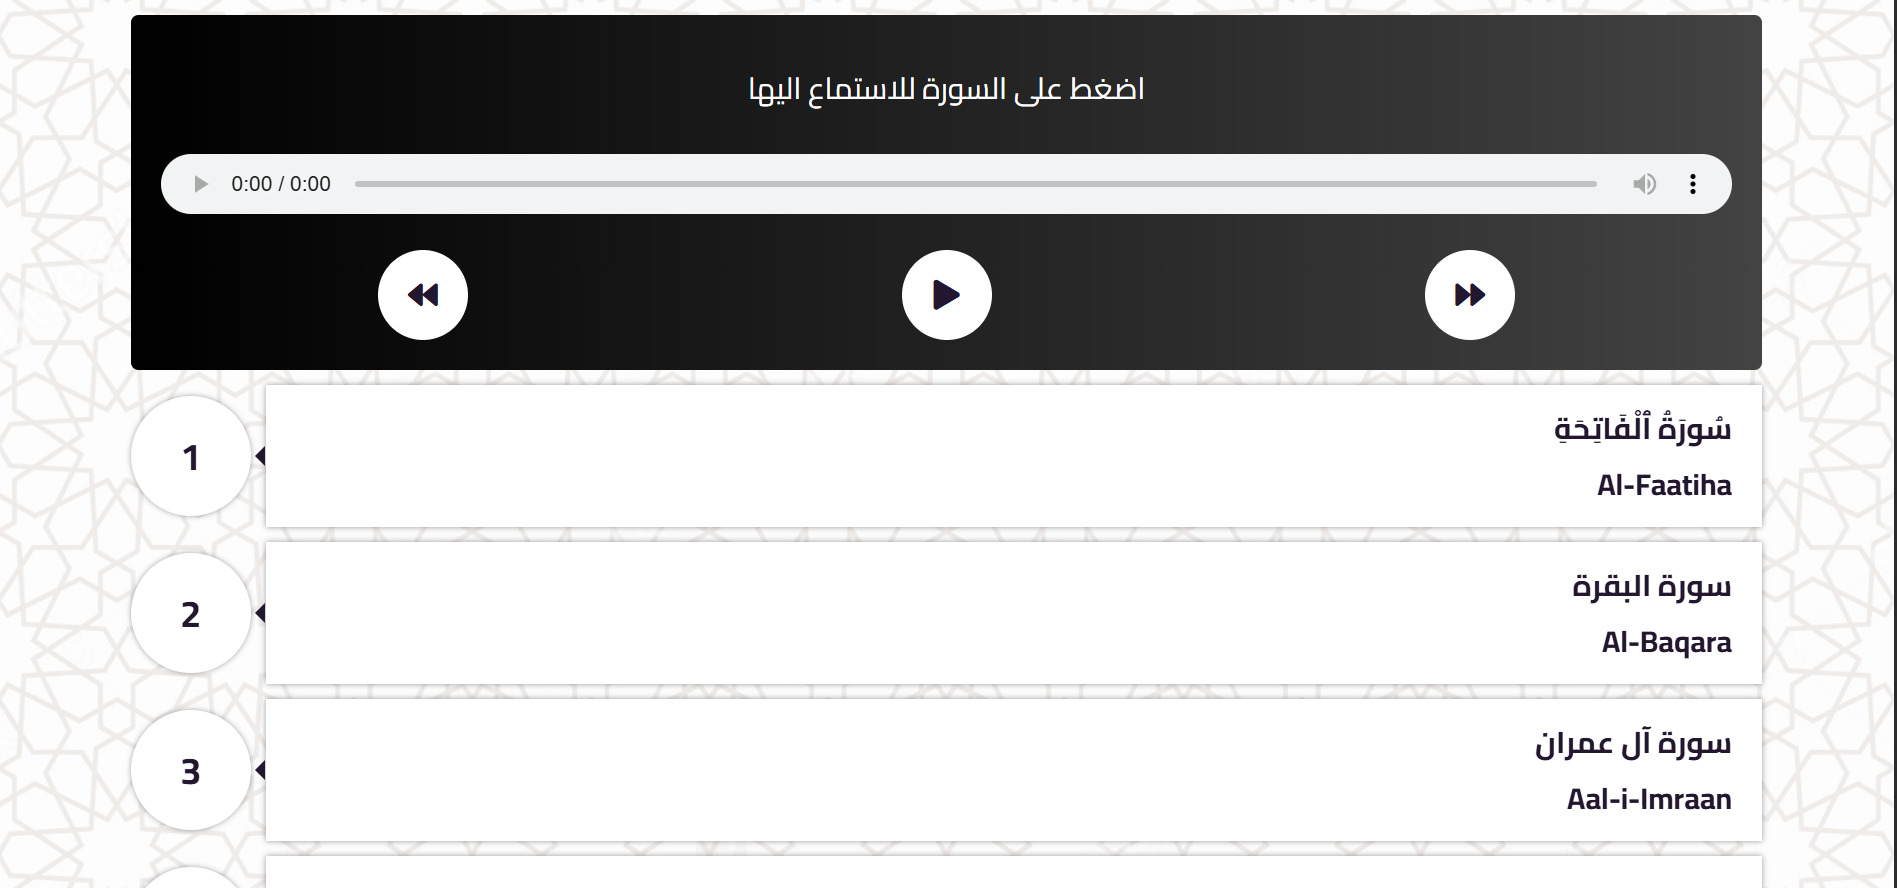 اضغط على السورة للاستماع اليها
0:00 / 0:00
1
سُورَةُ ٱلْفَاتِحَةِ
Al-Faatiha
2
سورة البقرة
Al-Baqara
3
سورة آل عمران
Aal-i-Imraan